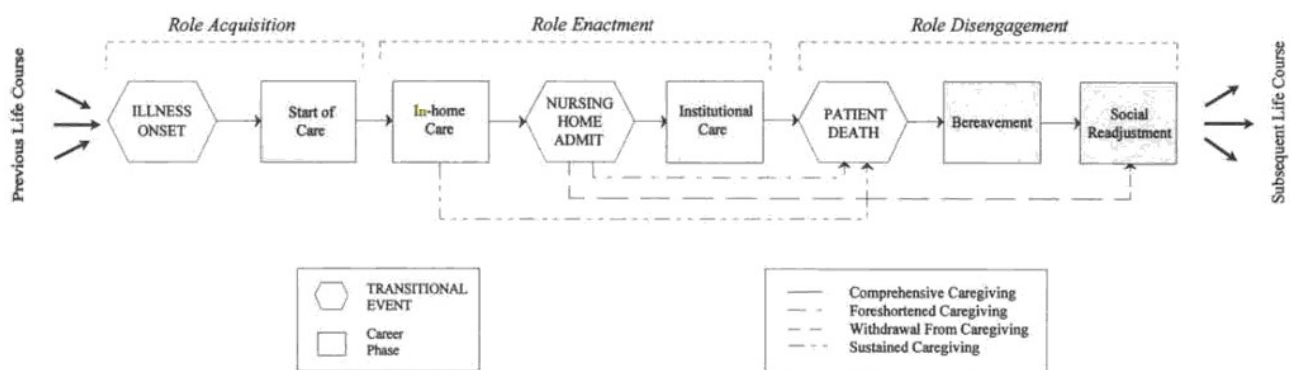 Role Acquisition
Role Enactment
Role Disengagement
Previous Life Course
ILLNESS
ONSET
Start of
Care
In-home
Care
NURSING
HOME
ADMIT
Institutional
Care
PATIENT
DEATH
Bereavement
Social
Readjustment
Subsequent Life Course
TRANSITIONAL
EVENT
Career
Phase
Comprehensive Caregiving
Foreshortened Caregiving
Withdrawal From Caregiving
Sustained Caregiving